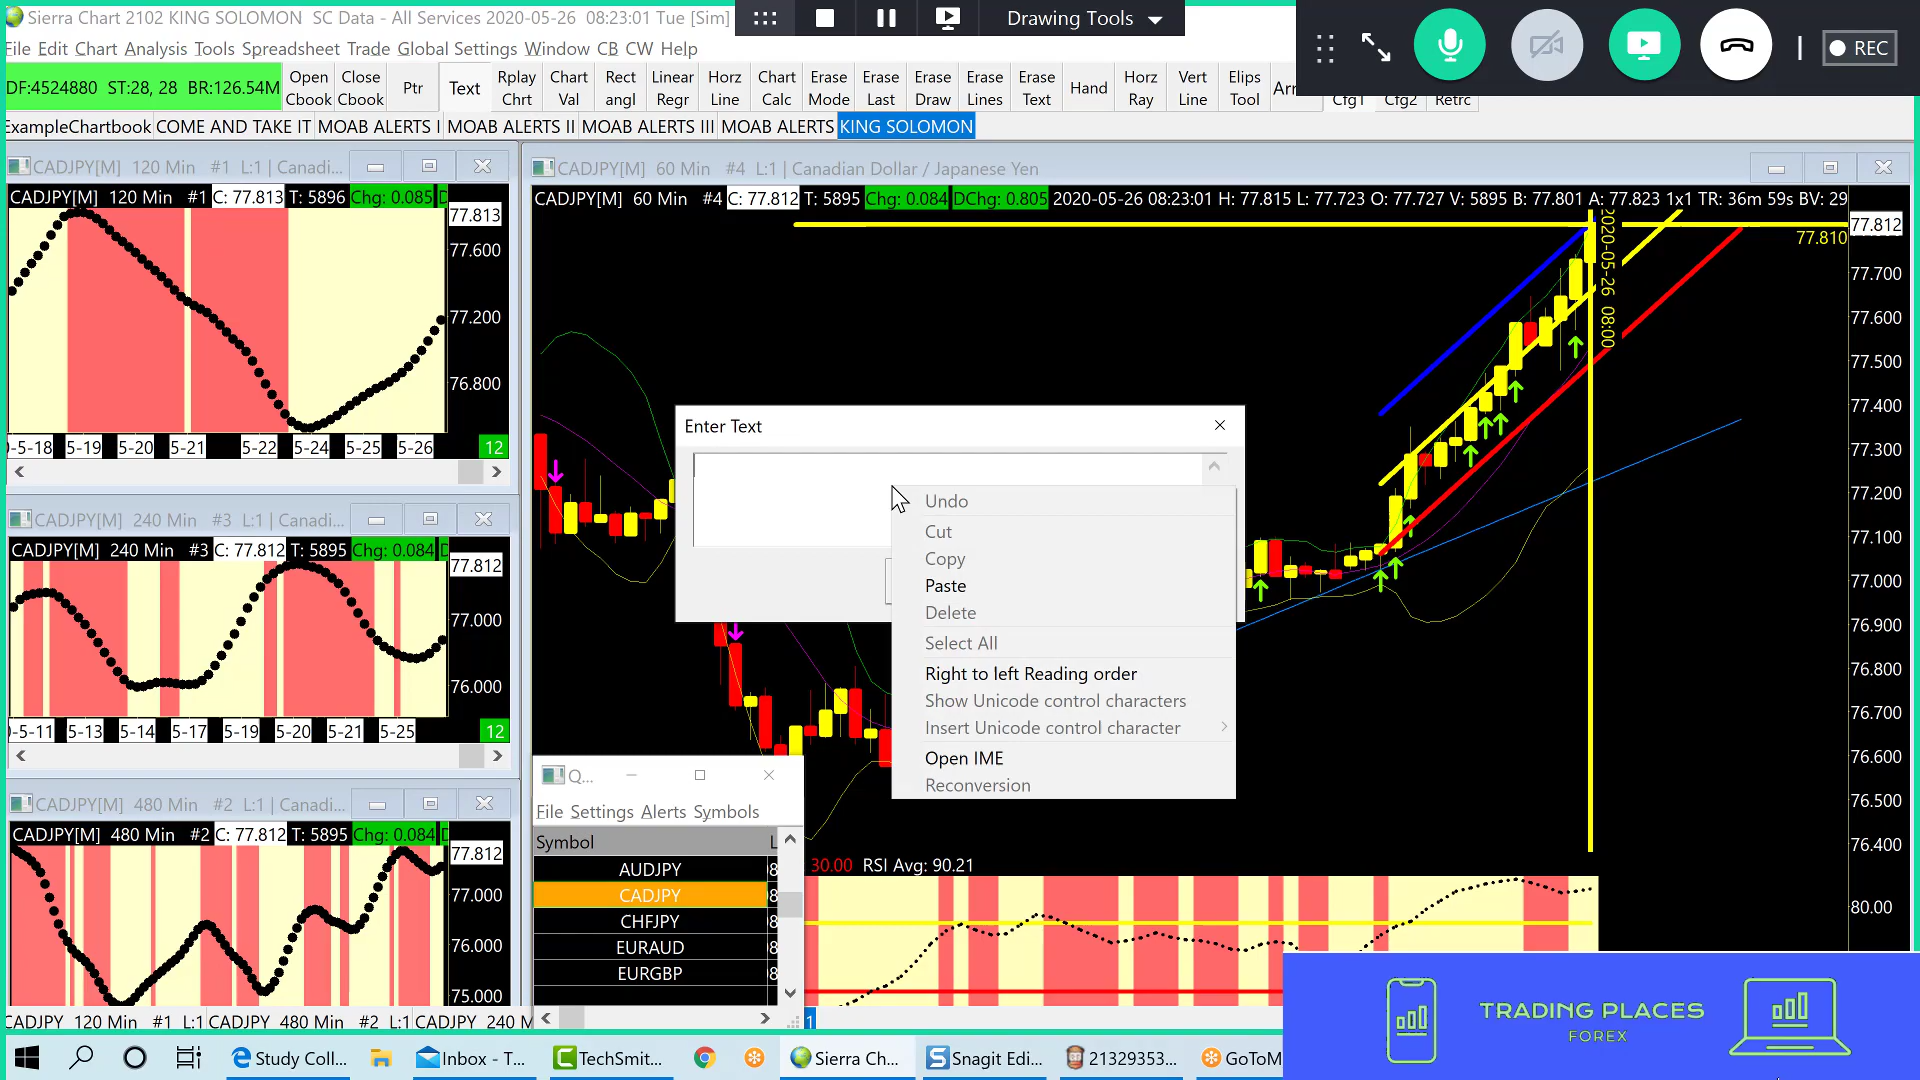 Sierra Chart 2102 KING SOLOMON SC Data - All Services 2020-05-26 08:23:01 Tue [Sim]
Drawing Tools
REC
File Edit Chart Analysis Tools Spreadsheet Trade Global Settings Window CB CW Help
DF:4524880 ST:28, 28 BR:126.54M
Open Cbook
Close Cbook
Ptr
Text
Rplay Chrt
Chart Val
Rect angl
Linear Regr
Horz Line
Chart Calc
Erase Mode
Erase Last
Erase Draw
Erase Lines
Erase Text
Hand
Horz Ray
Vert Line
Elips Tool
Cfg1
Cfg2
Retrc
ExampleChartbook COME AND TAKE IT MOAB ALERTS I MOAB ALERTS II MOAB ALERTS III MOAB ALERTS KING SOLOMON
CADJPY[M] 120 Min #1 L:1 | Canadi...
CADJPY[M] 120 Min #1 C: 77.813 T: 5896 Chg: 0.085 D
77.813
77.600
77.200
76.800
0-5-18 5-19 5-20 5-21 5-22 5-24 5-25 5-26 12
CADJPY[M] 240 Min #3 L:1 | Canadi...
CADJPY[M] 240 Min #3 C: 77.812 T: 5895 Chg: 0.084 D
77.812
77.000
76.000
0-5-11 5-13 5-14 5-17 5-19 5-20 5-21 5-25 12
CADJPY[M] 480 Min #2 L:1 | Canadi...
CADJPY[M] 480 Min #2 C: 77.812 T: 5895 Chg: 0.084
77.812
77.000
76.000
75.000
CADJPY 120 Min #1 L:1 CADJPY 480 Min #2 L:1 CADJPY 240 M
CADJPY[M] 60 Min #4 L:1 | Canadian Dollar / Japanese Yen
CADJPY[M] 60 Min #4 C: 77.812 T: 5895 Chg: 0.084 DChg: 0.805 2020-05-26 08:23:01 H: 77.815 L: 77.723 O: 77.727 V: 5895 B: 77.801 A: 77.823 1x1 TR: 36m 59s BV: 29
77.812
77.810
2020-05-26 08:00
77.700
77.600
77.500
77.400
77.300
77.200
77.100
77.000
76.900
76.800
76.700
76.600
76.500
76.400
80.00
Enter Text
Undo
Cut
Copy
Paste
Delete
Select All
Right to left Reading order
Show Unicode control characters
Insert Unicode control character
Open IME
Reconversion
Q...
File Settings Alerts Symbols
Symbol L
AUDJPY
CADJPY
CHFJPY
EURAUD
EURGBP
30.00 RSI Avg: 90.21
TRADING PLACES
FOREX
Study Coll...
Inbox - T...
TechSmit...
Sierra Ch...
Snagit Edi...
21329353...
GoToM